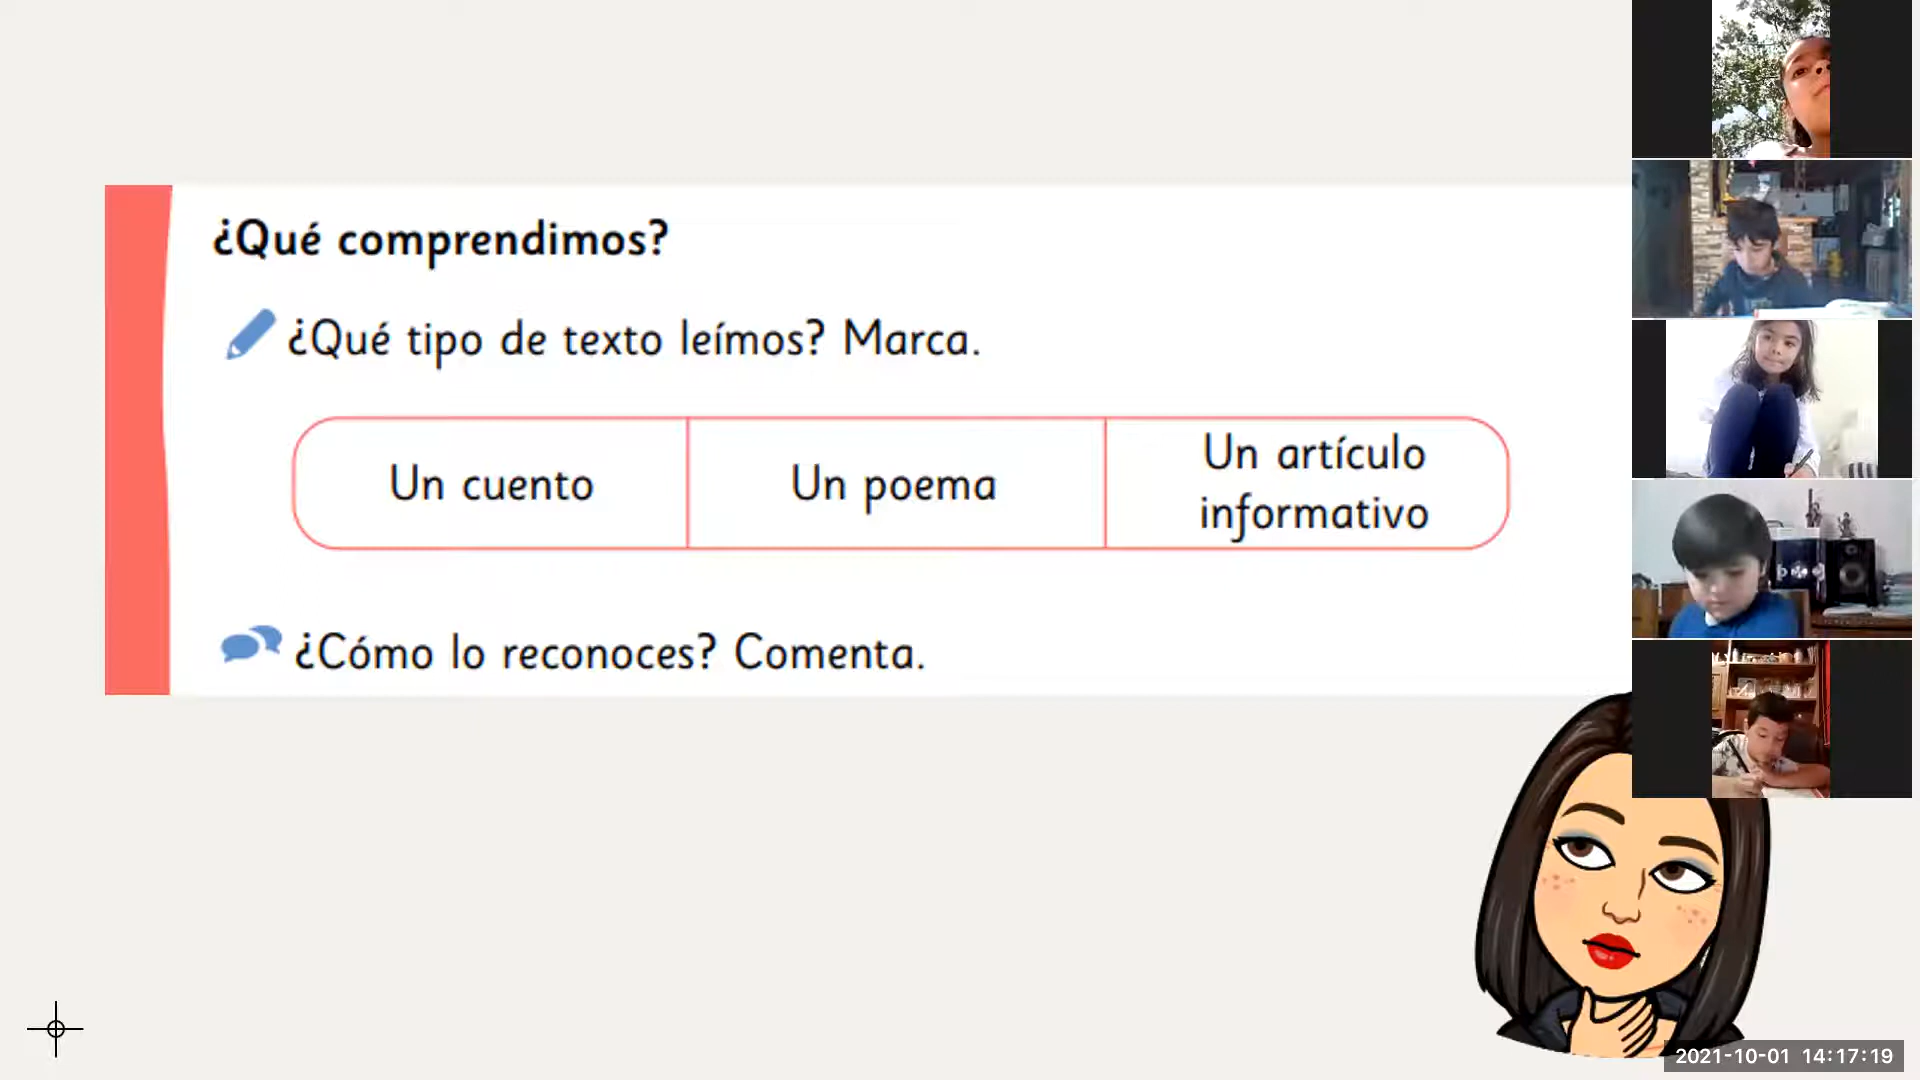 ¿Qué comprendimos?
¿Qué tipo de texto leímos? Marca.
Un cuento
Un poema
Un artículo
informativo
¿Cómo lo reconoces? Comenta.
2021-10-01 14:17:19